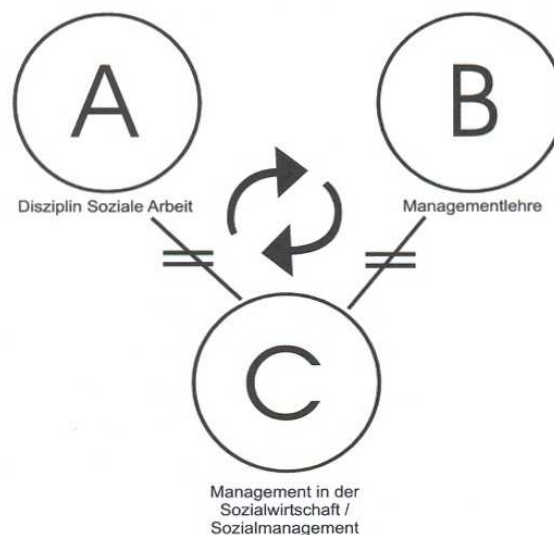 A
B
Disziplin Soziale Arbeit
Managementlehre
C
Management in der
Sozialwirtschaft /
Sozialmanagement